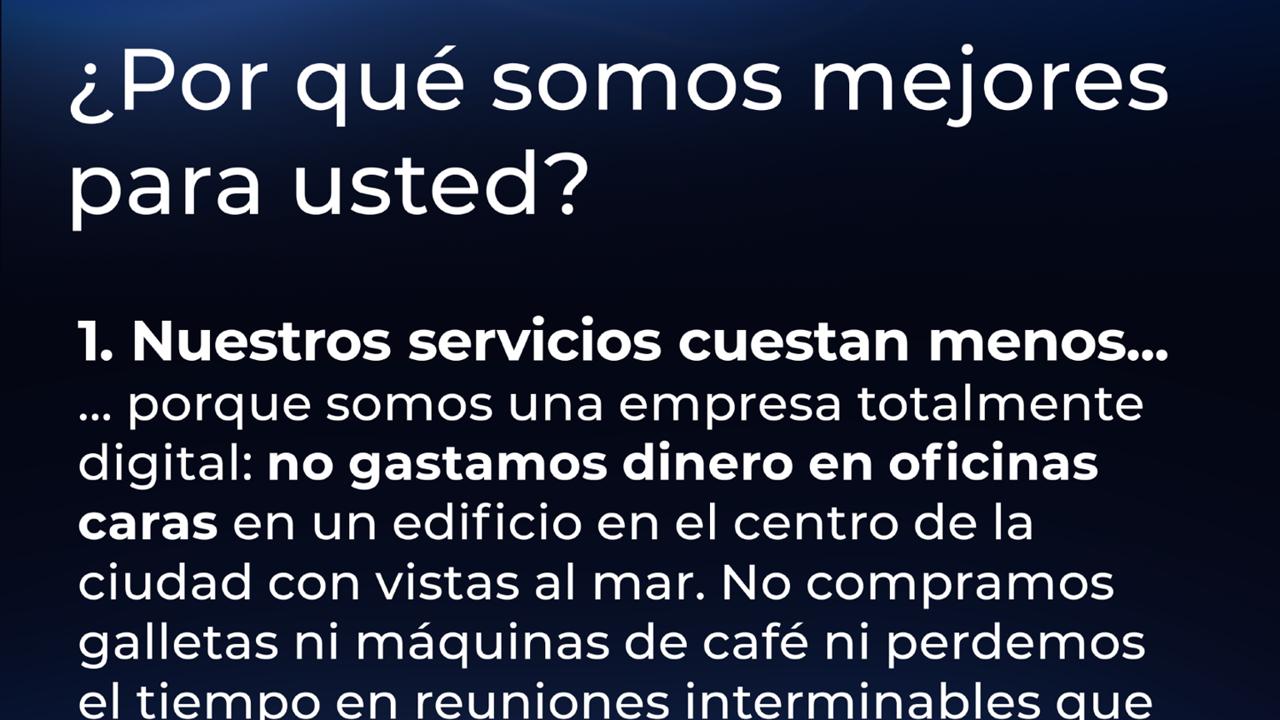 ¿Por qué somos mejores
para usted?
1. Nuestros servicios cuestan menos...
... porque somos una empresa totalmente
digital: no gastamos dinero en oficinas
caras en un edificio en el centro de la
ciudad con vistas al mar. No compramos
galletas ni máquinas de café ni perdemos
el tiempo en reuniones interminables que